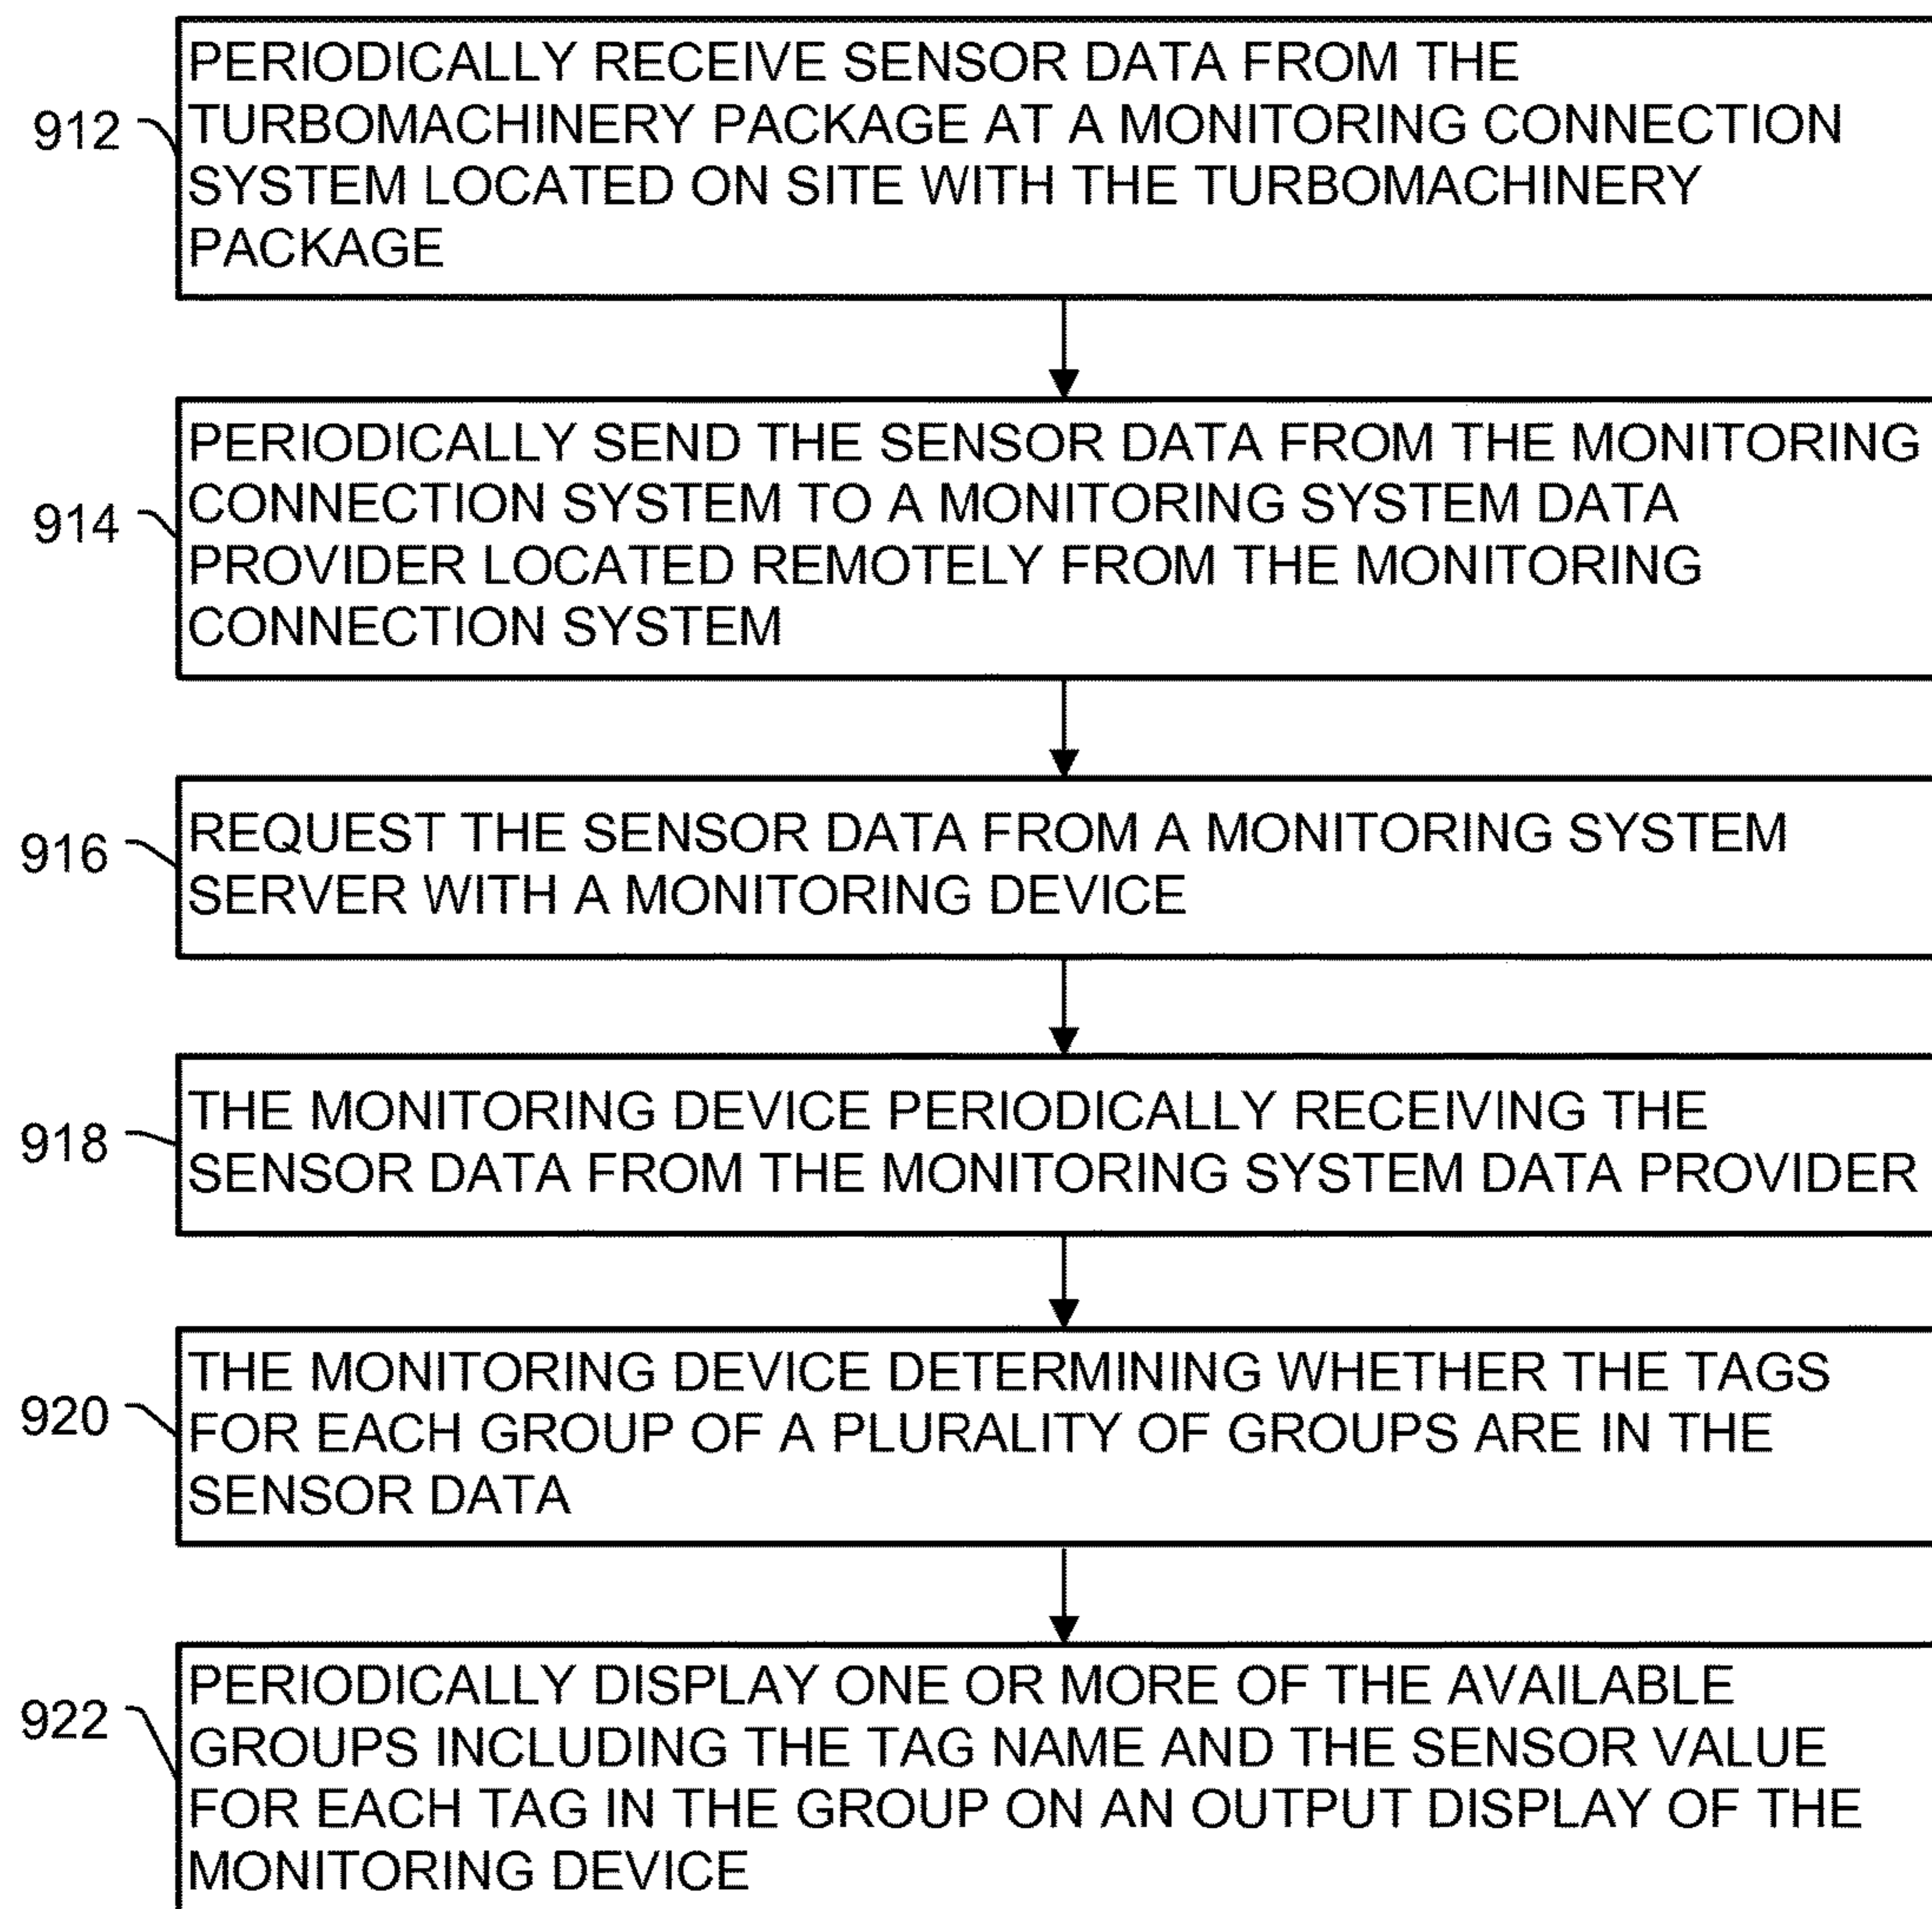 912
PERIODICALLY RECEIVE SENSOR DATA FROM THE
TURBOMACHINERY PACKAGE AT A MONITORING CONNECTION
SYSTEM LOCATED ON SITE WITH THE TURBOMACHINERY
PACKAGE
914
PERIODICALLY SEND THE SENSOR DATA FROM THE MONITORING
CONNECTION SYSTEM TO A MONITORING SYSTEM DATA
PROVIDER LOCATED REMOTELY FROM THE MONITORING
CONNECTION SYSTEM
916
REQUEST THE SENSOR DATA FROM A MONITORING SYSTEM
SERVER WITH A MONITORING DEVICE
918
THE MONITORING DEVICE PERIODICALLY RECEIVING THE
SENSOR DATA FROM THE MONITORING SYSTEM DATA PROVIDER
920
THE MONITORING DEVICE DETERMINING WHETHER THE TAGS
FOR EACH GROUP OF A PLURALITY OF GROUPS ARE IN THE
SENSOR DATA
922
PERIODICALLY DISPLAY ONE OR MORE OF THE AVAILABLE
GROUPS INCLUDING THE TAG NAME AND THE SENSOR VALUE
FOR EACH TAG IN THE GROUP ON AN OUTPUT DISPLAY OF THE
MONITORING DEVICE